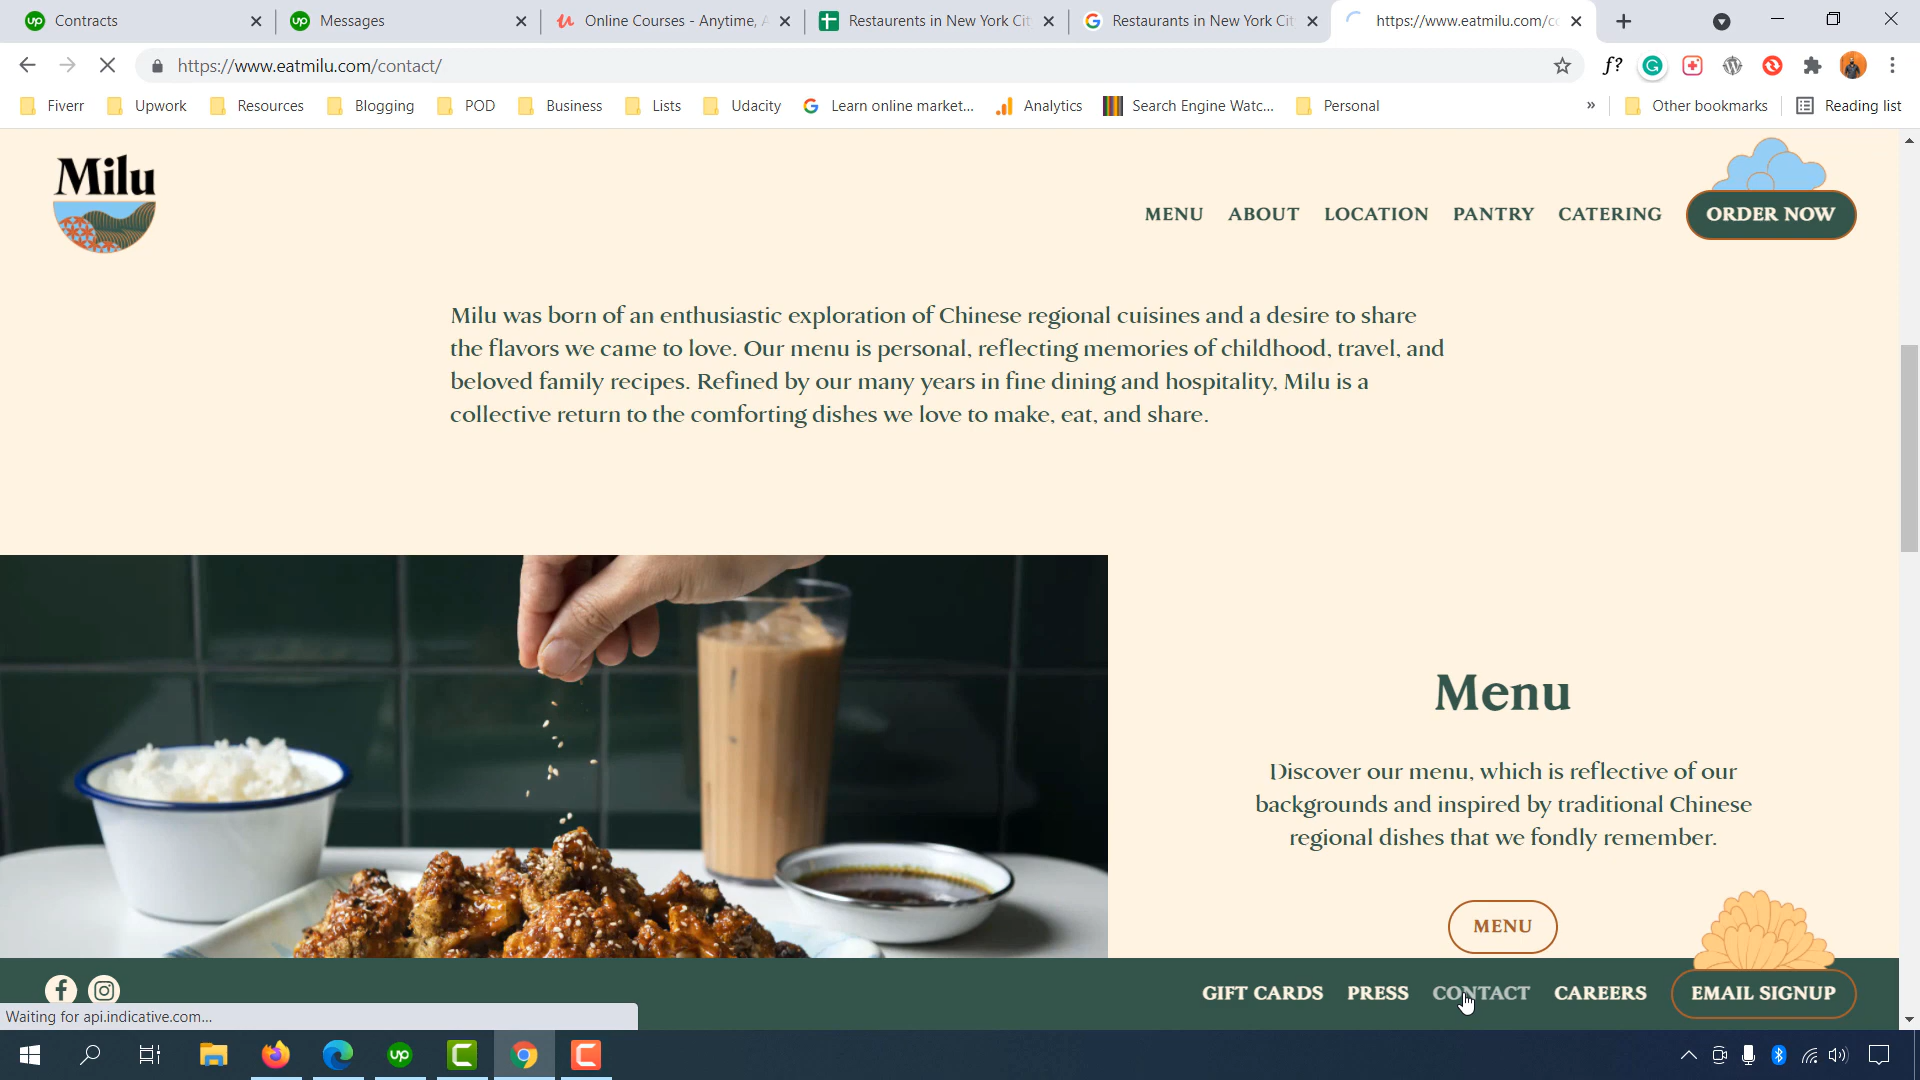 Contracts
Messages
Online Courses - Anytime, A
Restaurents in New York Cit
Restaurants in New York Cit
https://www.eatmilu.com/co
https://www.eatmilu.com/contact/
f?
Fiverr
Upwork
Resources
Blogging
POD
Business
Lists
Udacity
Learn online market...
Analytics
Search Engine Watc...
Personal
»
Other bookmarks
Reading list
Milu
MENU
ABOUT
LOCATION
PANTRY
CATERING
ORDER NOW
Milu was born of an enthusiastic exploration of Chinese regional cuisines and a desire to share
the flavors we came to love. Our menu is personal, reflecting memories of childhood, travel, and
beloved family recipes. Refined by our many years in fine dining and hospitality, Milu is a
collective return to the comforting dishes we love to make, eat, and share.
Menu
Discover our menu, which is reflective of our
backgrounds and inspired by traditional Chinese
regional dishes that we fondly remember.
MENU
GIFT CARDS
PRESS
CONTACT
CAREERS
EMAIL SIGNUP
Waiting for api.indicative.com...